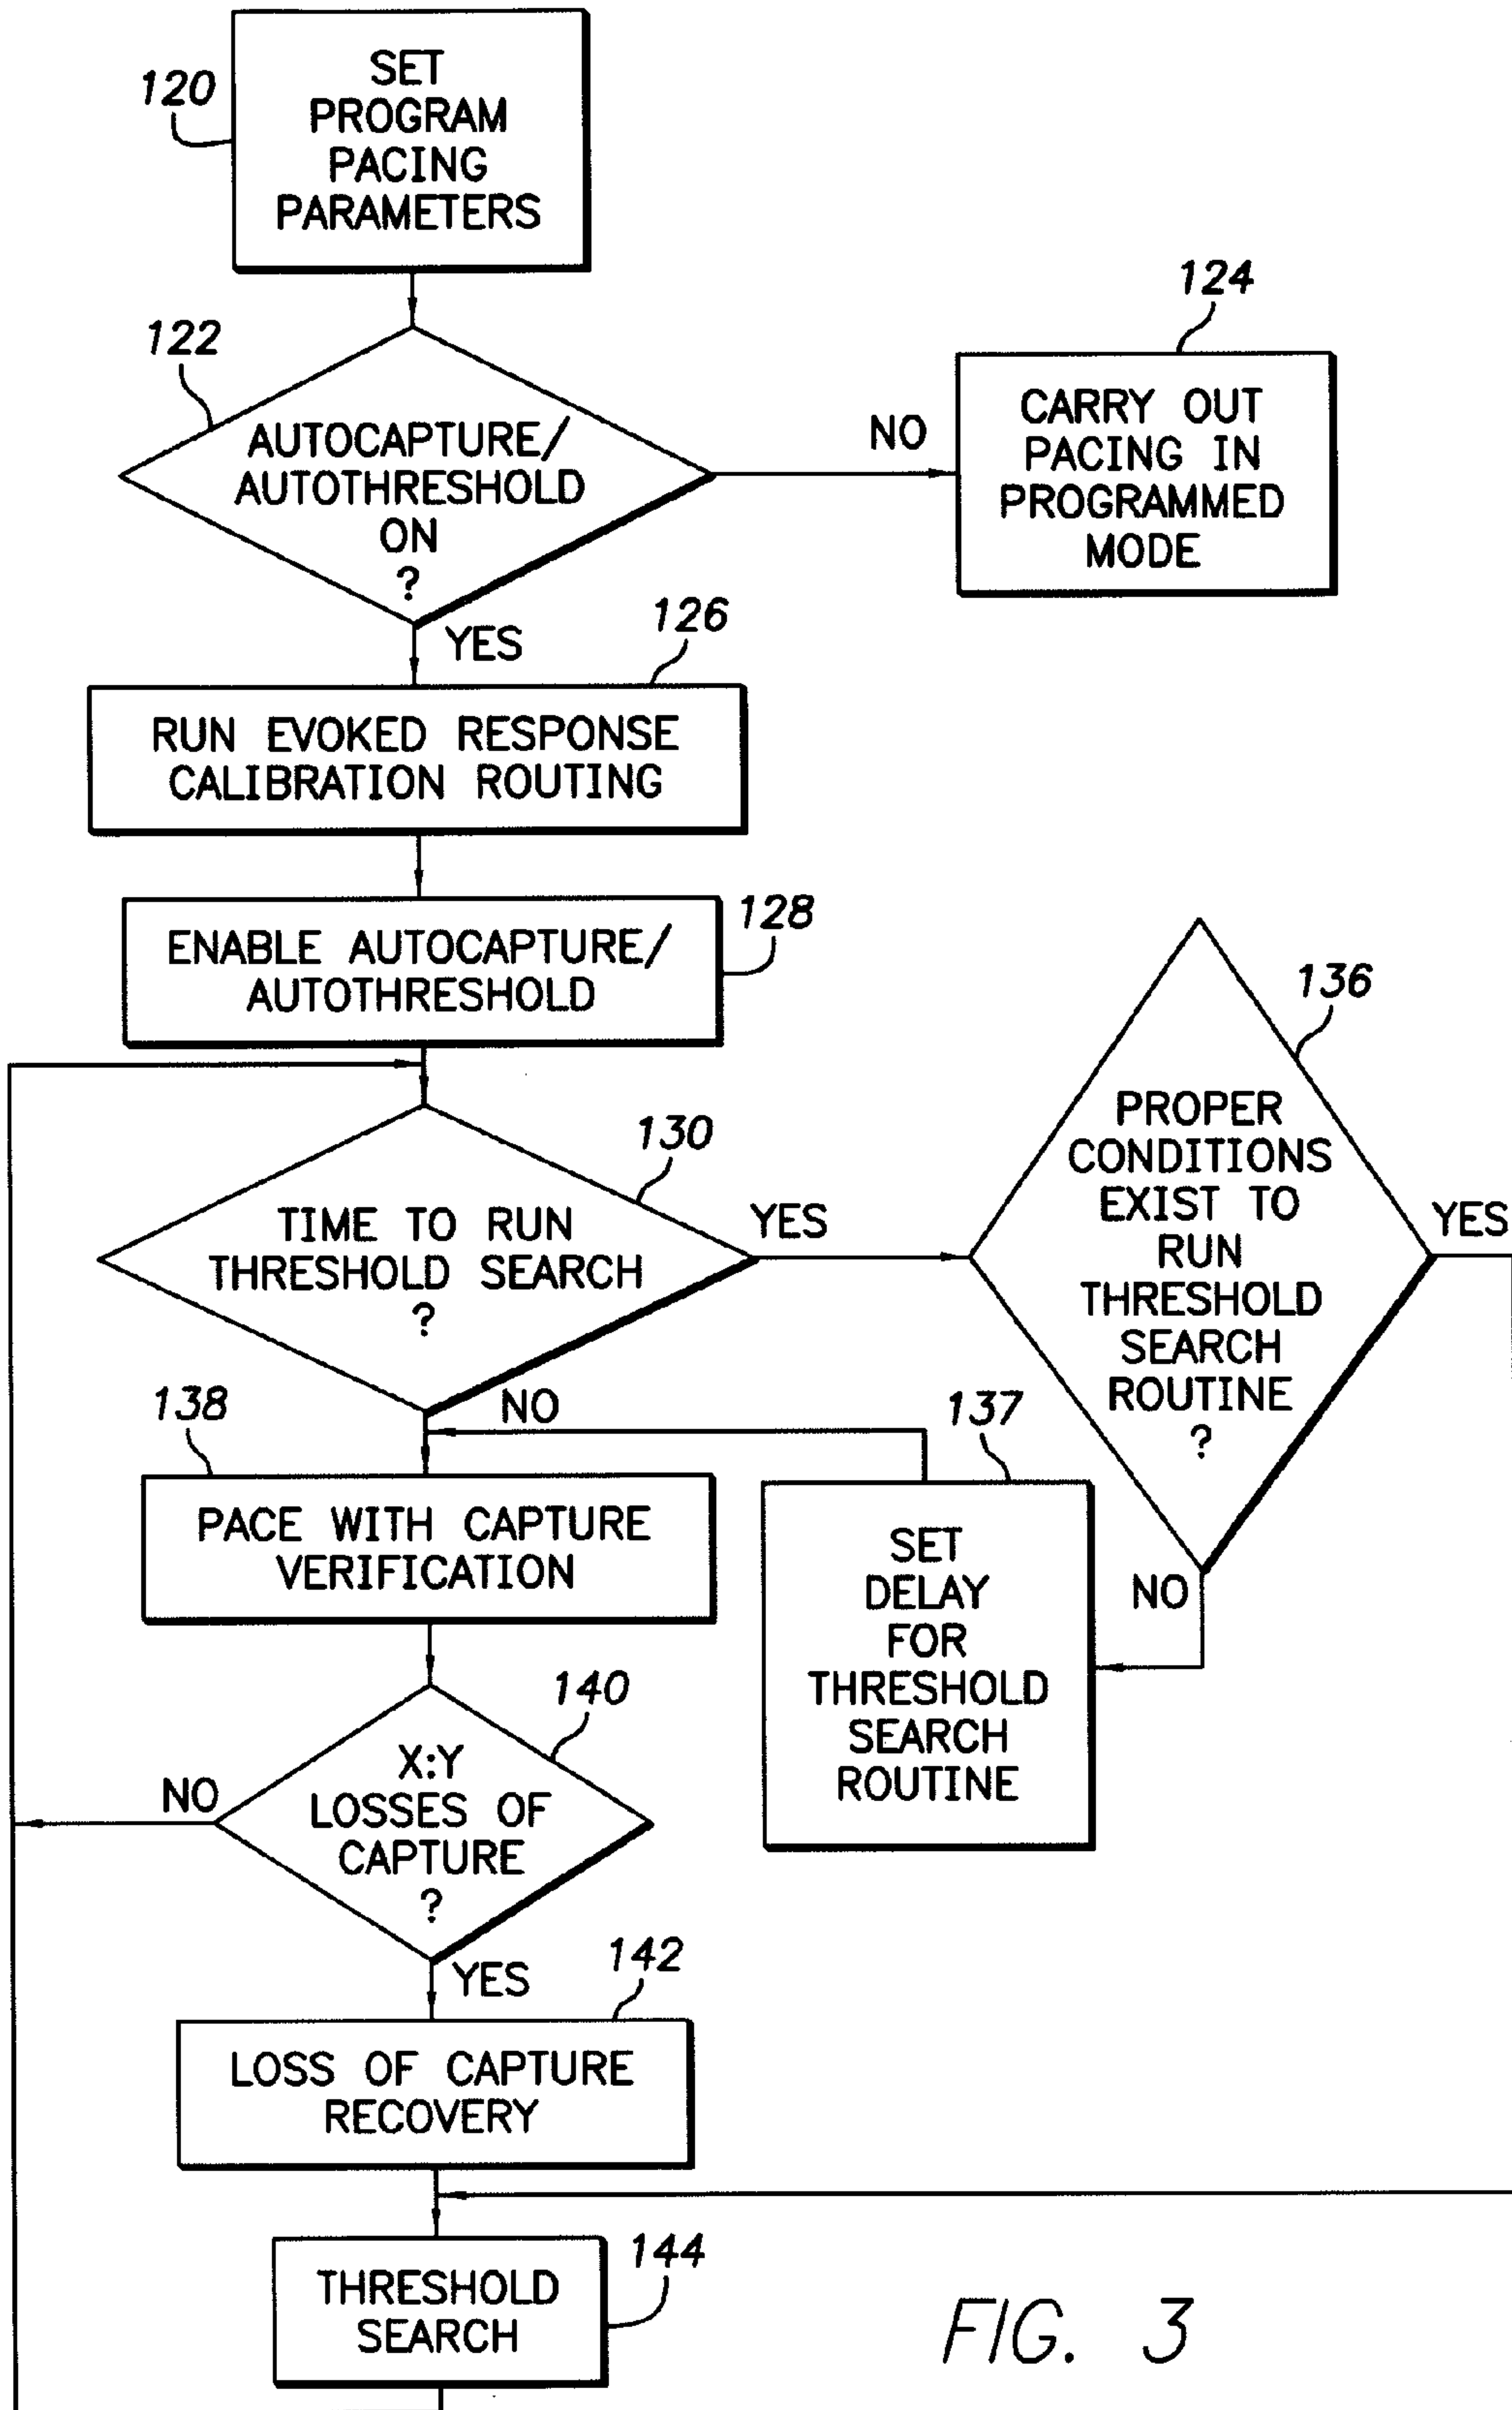 120
SET
PROGRAM
PACING
PARAMETERS
122
AUTOCAPTURE/
AUTOTHRESHOLD
ON
?
NO
124
CARRY OUT
PACING IN
PROGRAMMED
MODE
YES
126
RUN EVOKED RESPONSE
CALIBRATION ROUTING
128
ENABLE AUTOCAPTURE/
AUTOTHRESHOLD
130
TIME TO RUN
THRESHOLD SEARCH
?
YES
136
PROPER
CONDITIONS
EXIST TO
RUN
THRESHOLD
SEARCH
ROUTINE
?
YES
NO
137
SET
DELAY
FOR
THRESHOLD
SEARCH
ROUTINE
NO
138
PACE WITH CAPTURE
VERIFICATION
140
X:Y
LOSSES OF
CAPTURE
?
NO
YES
142
LOSS OF CAPTURE
RECOVERY
144
THRESHOLD
SEARCH
FIG. 3